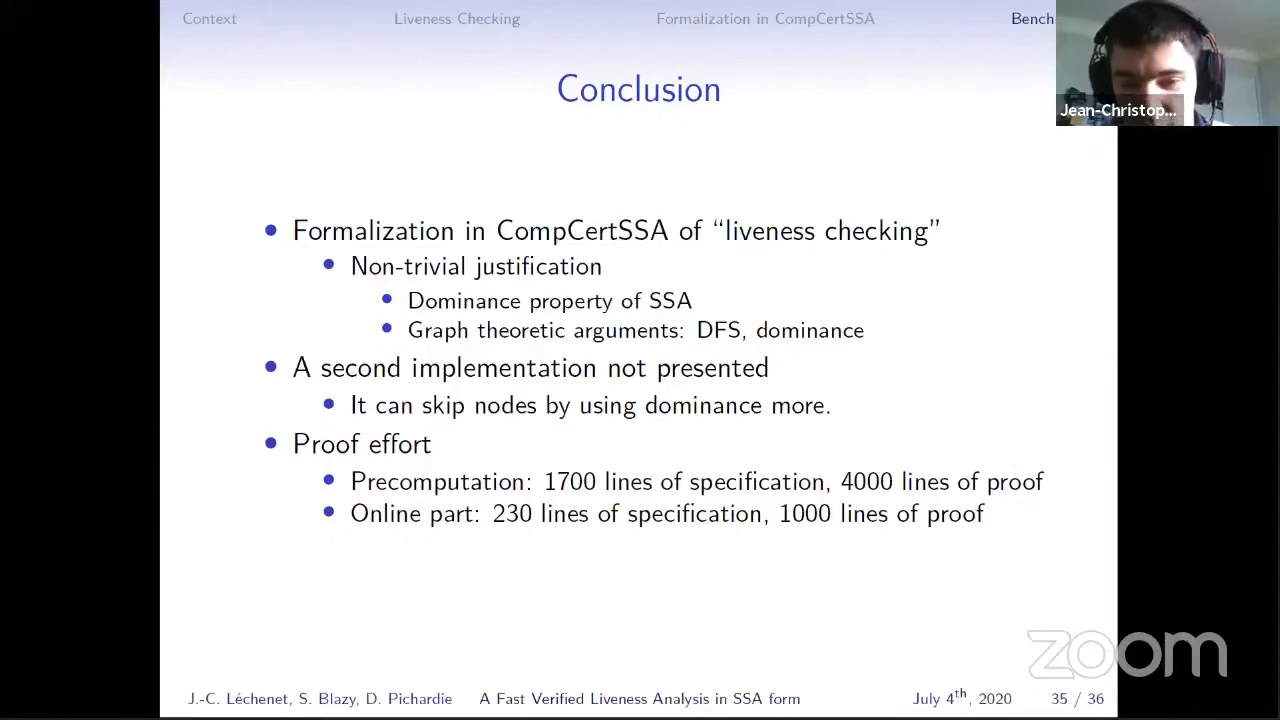 Context Liveness Checking Formalization in CompCertSSA Bench
Jean-Christop...
Conclusion
• Formalization in CompCertSSA of “liveness checking”
• Non-trivial justification
• Dominance property of SSA
• Graph theoretic arguments: DFS, dominance
• A second implementation not presented
• It can skip nodes by using dominance more.
• Proof effort
• Precomputation: 1700 lines of specification, 4000 lines of proof
• Online part: 230 lines of specification, 1000 lines of proof
zoom
J.-C. Léchenet, S. Blazy, D. Pichardie A Fast Verified Liveness Analysis in SSA form July 4th, 2020 35 / 36